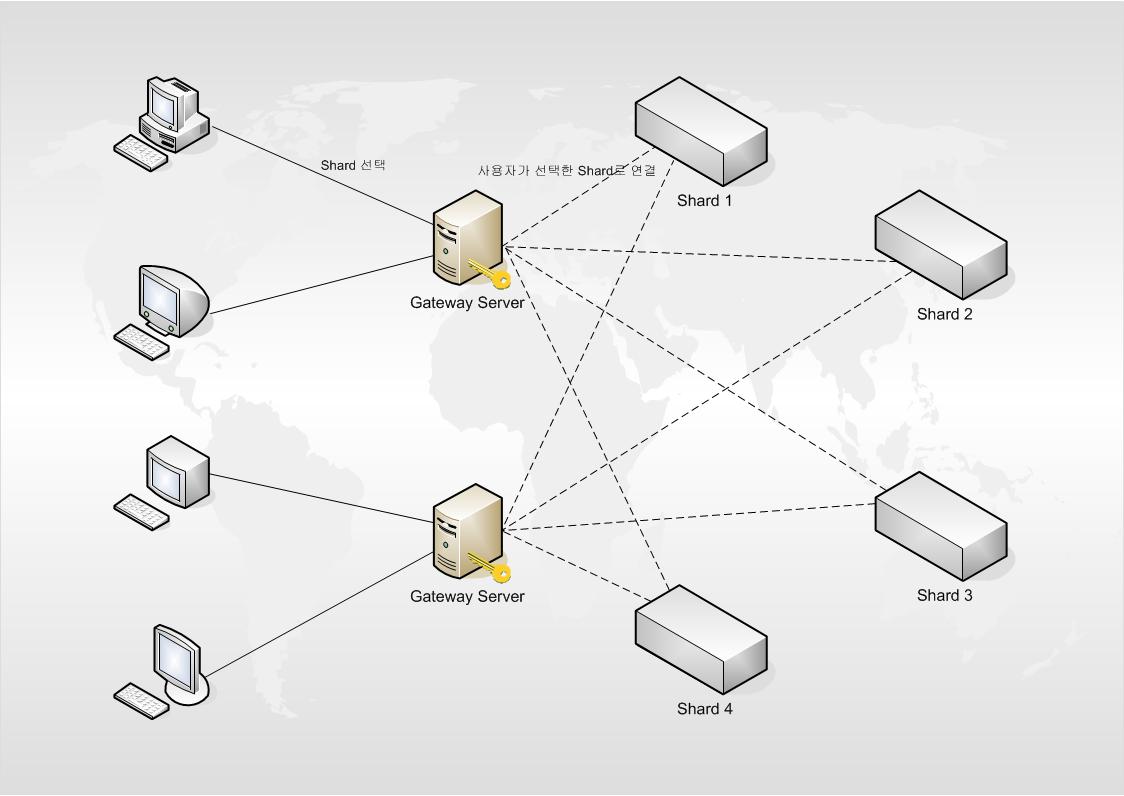 Shard 선택
사용자가 선택한 Shard로 연결
Shard 1
Gateway Server
Shard 2
Gateway Server
Shard 3
Shard 4